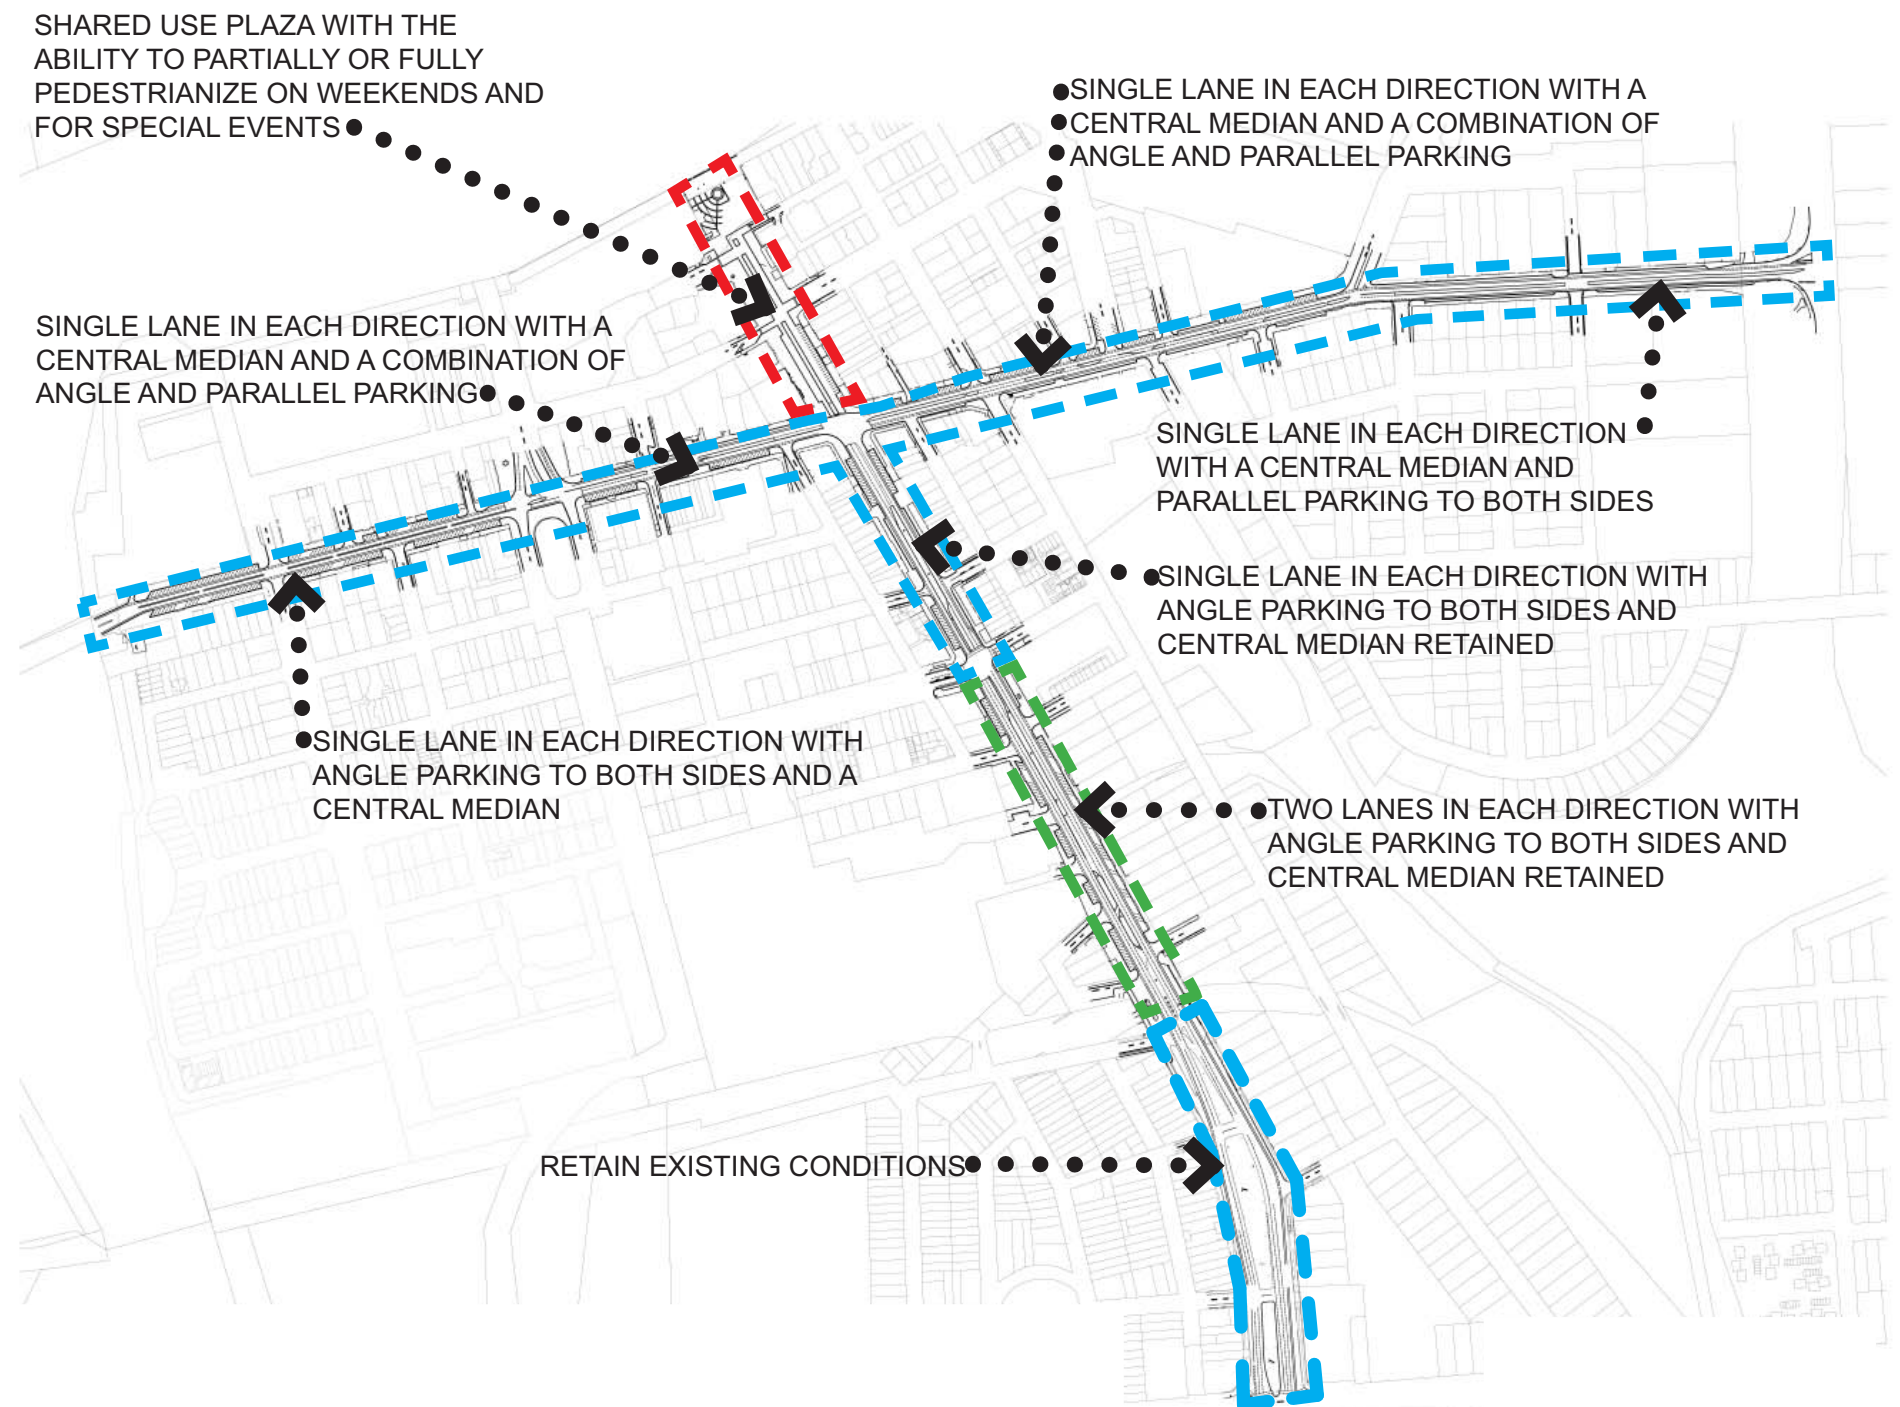 SHARED USE PLAZA WITH THE
ABILITY TO PARTIALLY OR FULLY
PEDESTRIANIZE ON WEEKENDS AND
FOR SPECIAL EVENTS
SINGLE LANE IN EACH DIRECTION WITH A
CENTRAL MEDIAN AND A COMBINATION OF
ANGLE AND PARALLEL PARKING
SINGLE LANE IN EACH DIRECTION WITH A
CENTRAL MEDIAN AND A COMBINATION OF
ANGLE AND PARALLEL PARKING
SINGLE LANE IN EACH DIRECTION
WITH A CENTRAL MEDIAN AND
PARALLEL PARKING TO BOTH SIDES
SINGLE LANE IN EACH DIRECTION WITH
ANGLE PARKING TO BOTH SIDES AND
CENTRAL MEDIAN RETAINED
SINGLE LANE IN EACH DIRECTION WITH
ANGLE PARKING TO BOTH SIDES AND A
CENTRAL MEDIAN
TWO LANES IN EACH DIRECTION WITH
ANGLE PARKING TO BOTH SIDES AND
CENTRAL MEDIAN RETAINED
RETAIN EXISTING CONDITIONS